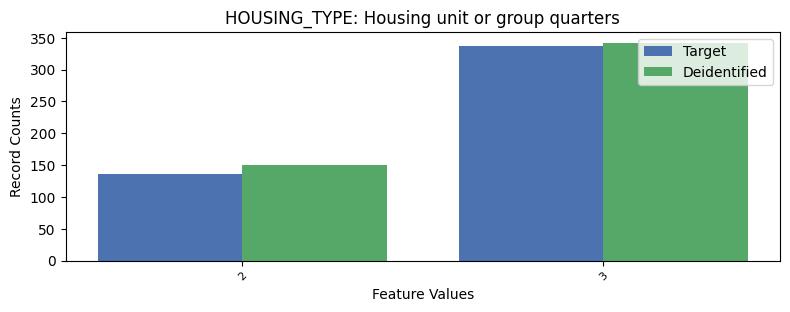 HOUSING_TYPE: Housing unit or group quarters
Target
Deidentified
Record Counts
350
300
250
200
150
100
50
0
2
3
Feature Values